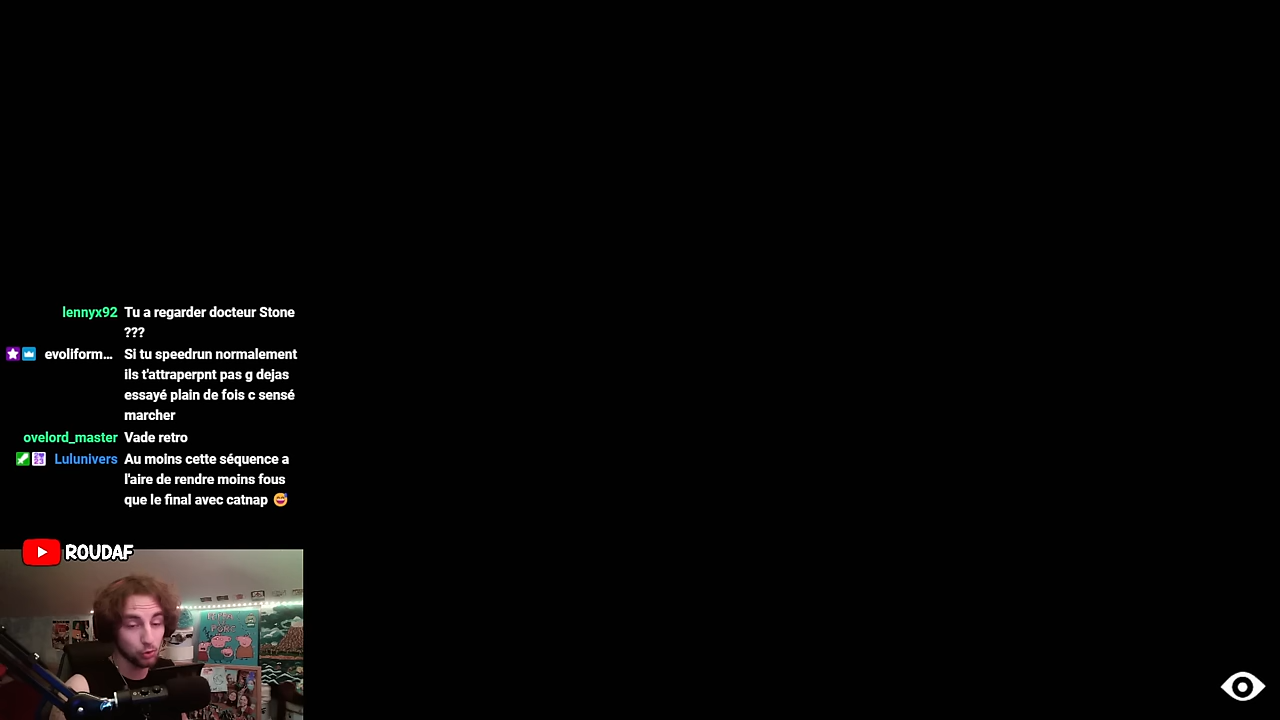 lennyx92 Tu a regarder docteur Stone
???
evoliform... Si tu speedrun normalement
ils t'attraperpnt pas g dejas
essayé plain de fois c sensé
marcher
ovelord_master Vade retro
Lulunivers Au moins cette séquence a
l'aire de rendre moins fous
que le final avec catnap 😅
ROUDAF